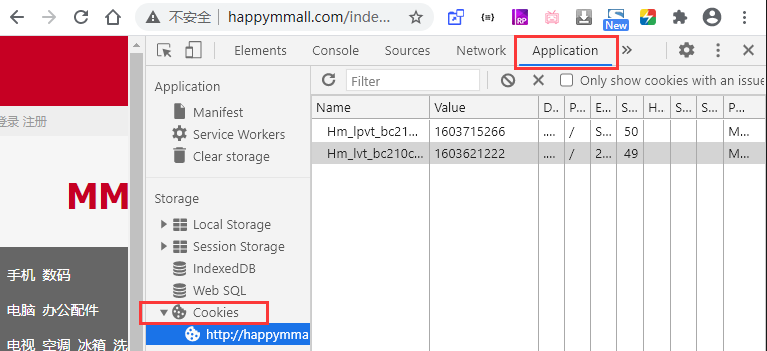 不安全 | happymmall.com/inde...
RP
New
Elements Console Sources Network Application »
Application
Manifest
Service Workers
Clear storage
Storage
Local Storage
Session Storage
IndexedDB
Web SQL
Cookies
http://happymma
Filter
Only show cookies with an issue
Name Value D... P... E... S... H... S... S... P...
Hm_lpvt_bc21... 1603715266 .... / S... 50 M...
Hm_lvt_bc210c... 1603621222 .... / 2... 49 M...
登录 注册
MM
手机 数码
电脑 办公配件
电视 空调 冰箱 洗